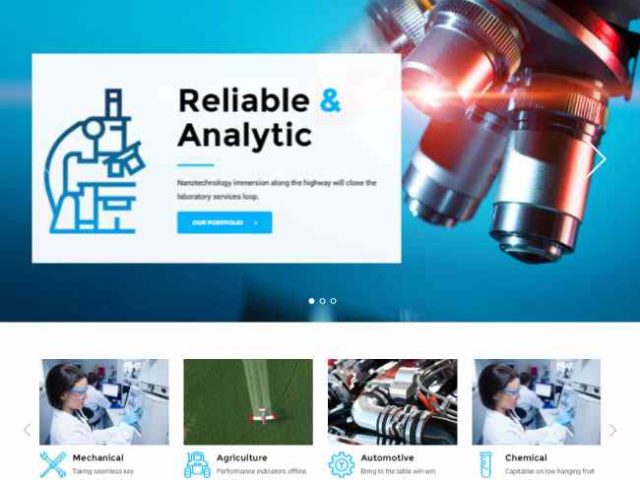 Reliable &
Analytic
Nanotechnology immersion along the highway will close the
laboratory services loop.
OUR PORTFOLIO
Mechanical
Taking seamless key
Agriculture
Performance indicators offline
Automotive
Bring to the table win-win
Chemical
Capitalise on low hanging fruit